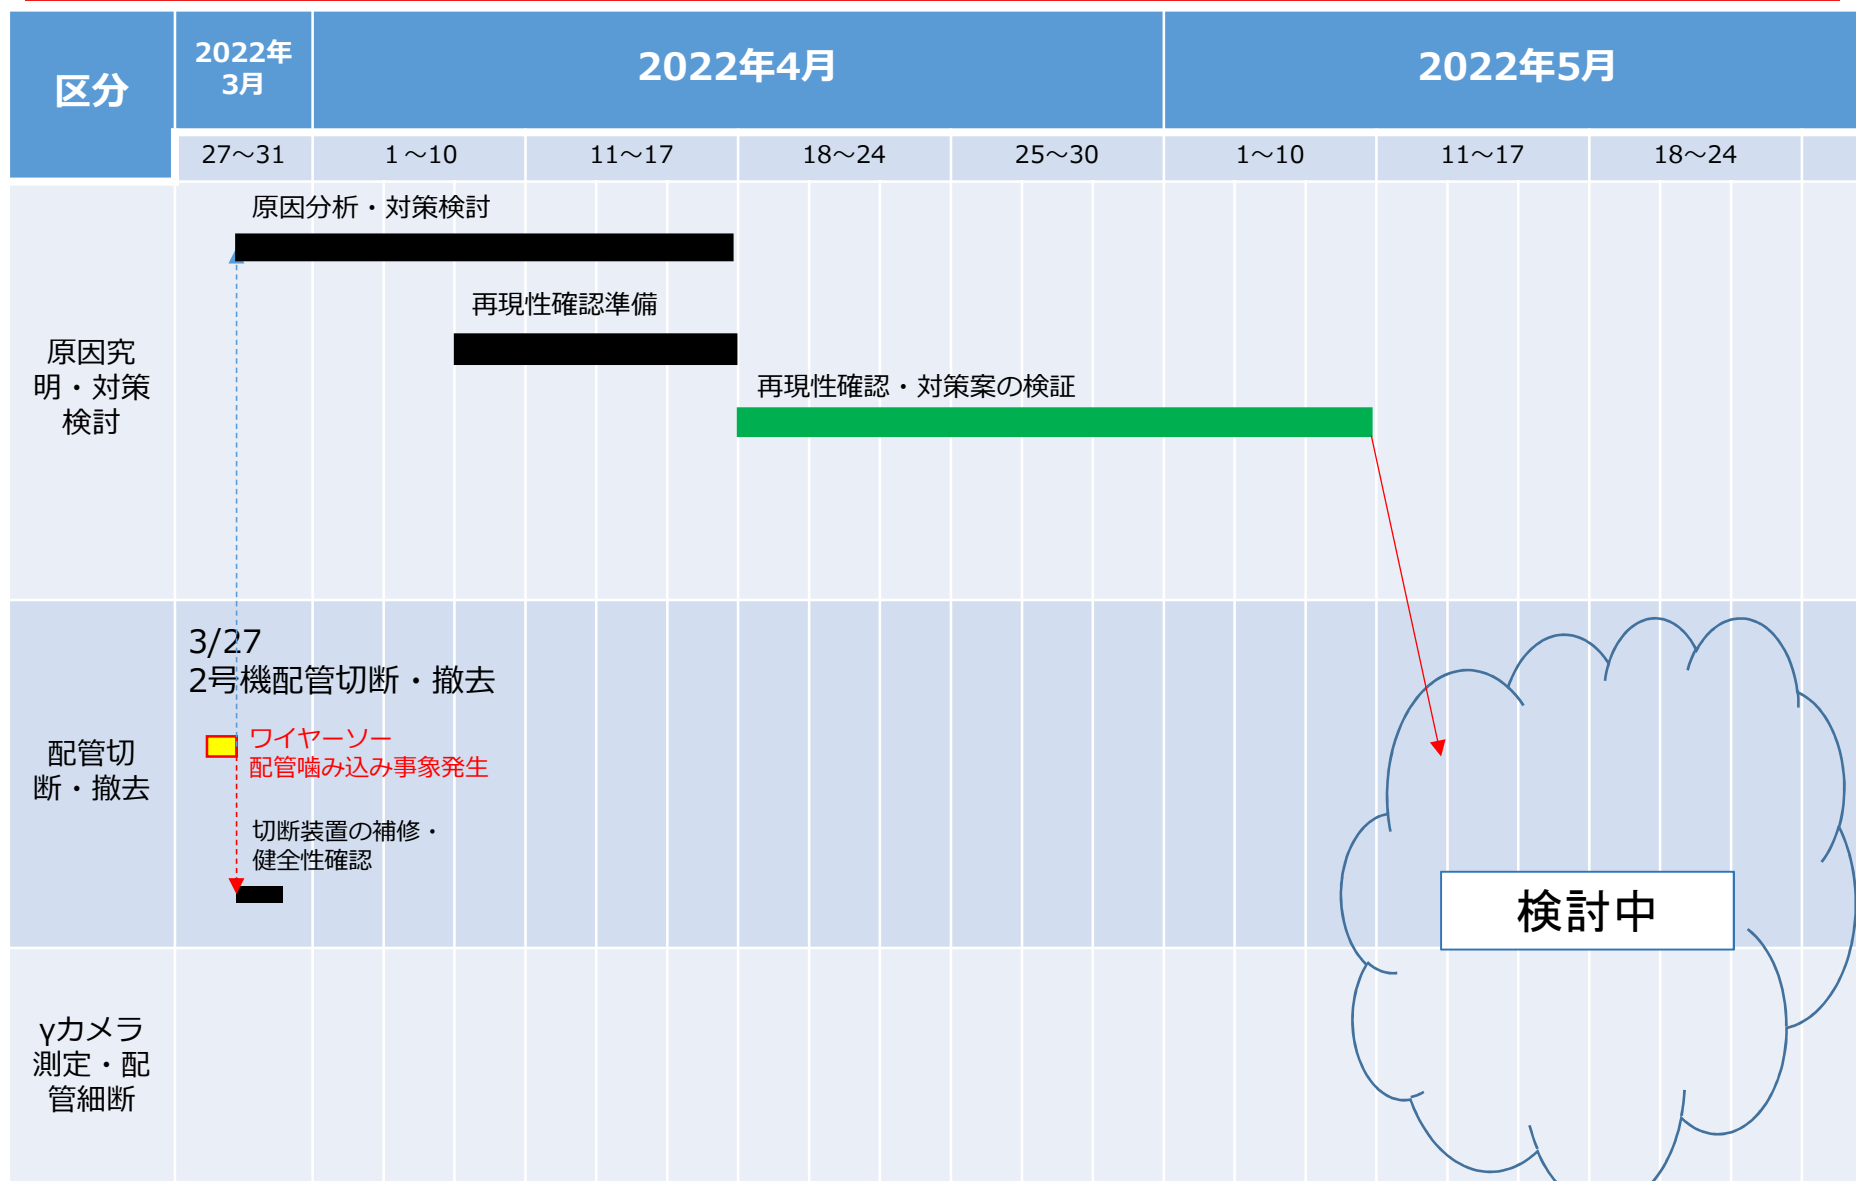 区分
2022年
3月
2022年4月
2022年5月
27～31
1～10
11～17
18～24
25～30
1～10
11～17
18～24
原因究
明・対策
検討
原因分析・対策検討
再現性確認準備
再現性確認・対策案の検証
配管切
断・撤去
3/27
2号機配管切断・撤去
ワイヤーソー
配管噛み込み事象発生
切断装置の補修・
健全性確認
検討中
γカメラ
測定・配
管細断